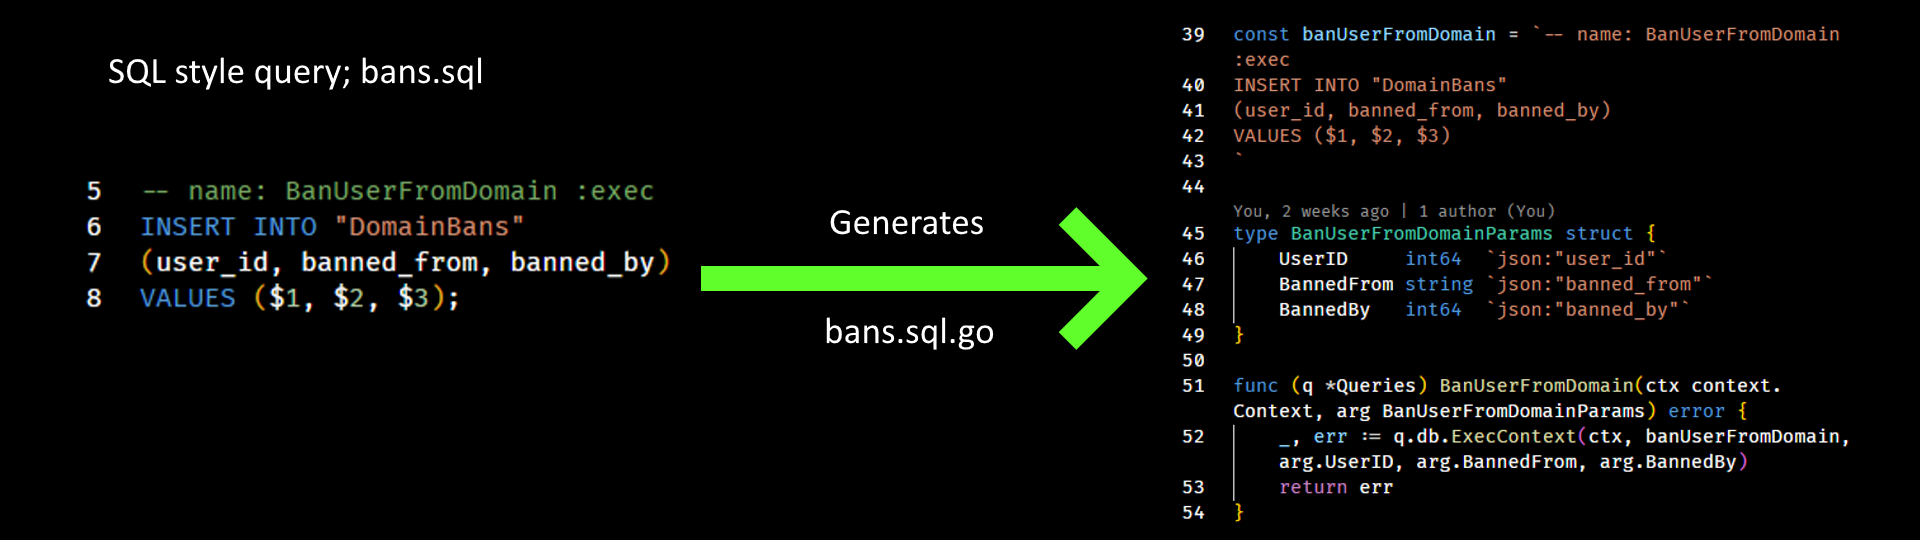 SQL style query; bans.sql
5 -- name: BanUserFromDomain :exec
6 INSERT INTO "DomainBans"
7 (user_id, banned_from, banned_by)
8 VALUES ($1, $2, $3);
Generates
bans.sql.go
39 const banUserFromDomain = `-- name: BanUserFromDomain
:exec
40 INSERT INTO "DomainBans"
41 (user_id, banned_from, banned_by)
42 VALUES ($1, $2, $3)
43 `
44
You, 2 weeks ago | 1 author (You)
45 type BanUserFromDomainParams struct {
46 UserID int64 `json:"user_id"`
47 BannedFrom string `json:"banned_from"`
48 BannedBy int64 `json:"banned_by"`
49 }
50
51 func (q *Queries) BanUserFromDomain(ctx context.
Context, arg BanUserFromDomainParams) error {
52 _, err := q.db.ExecContext(ctx, banUserFromDomain,
arg.UserID, arg.BannedFrom, arg.BannedBy)
53 return err
54 }